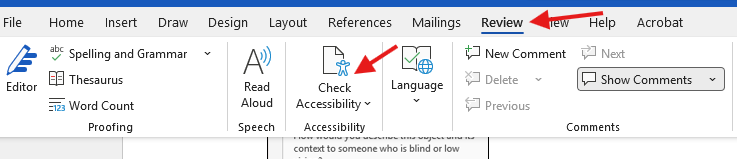 File Home Insert Draw Design Layout References Mailings Review Help Acrobat
Editor
abc Spelling and Grammar
Thesaurus
123 Word Count
Proofing
Read Aloud
Speech
Check Accessibility
Accessibility
Language
New Comment
Delete
Previous
Next
Show Comments
Comments
How would you describe this object and its
context to someone who is blind or low